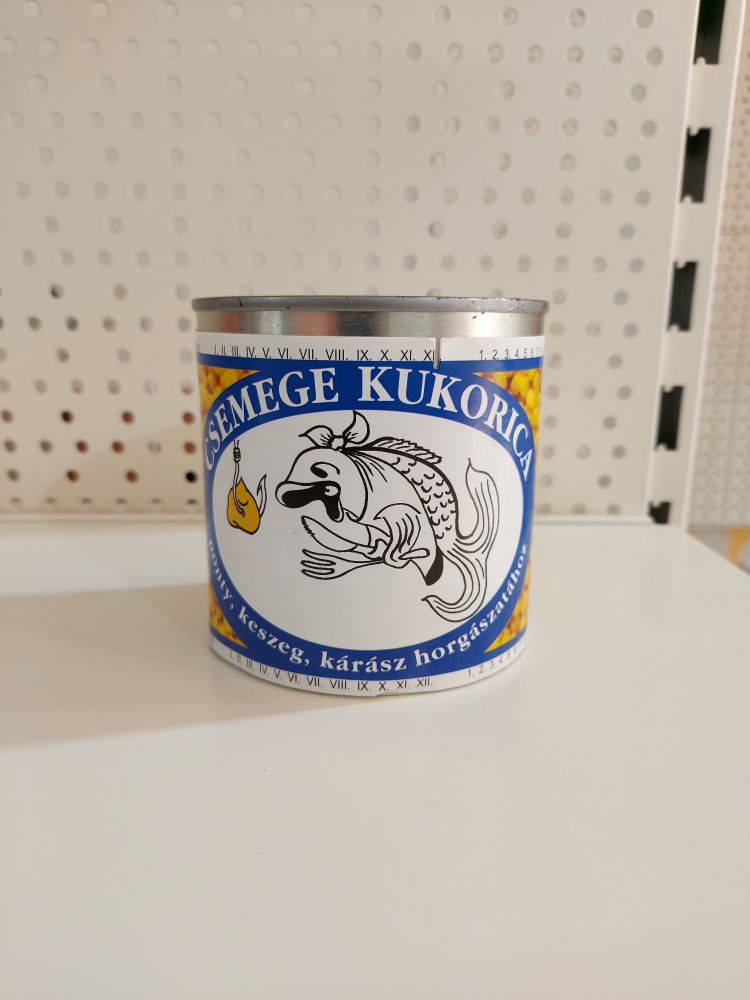 I. II. III. IV. V. VI. VII. VIII. IX. X. XI. 1. 2. 3. 4. 5. 6.
CSEMEGE KUKORICA
ponty, keszeg, kárász horgászatához
I. II. III. IV. V. VI. VII. VIII. IX. X. XI. XII. 1. 2. 3. 4. 5.